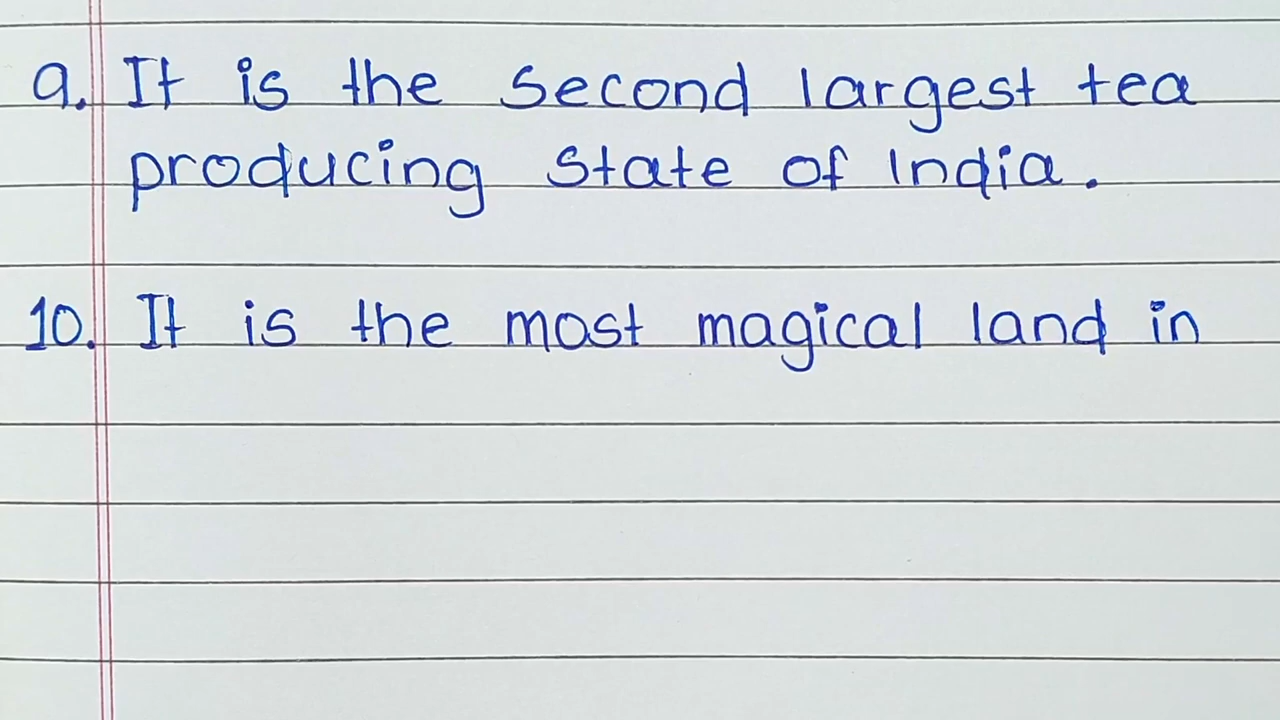 9. It is the second largest tea
producing state of India.
10. It is the most magical land in